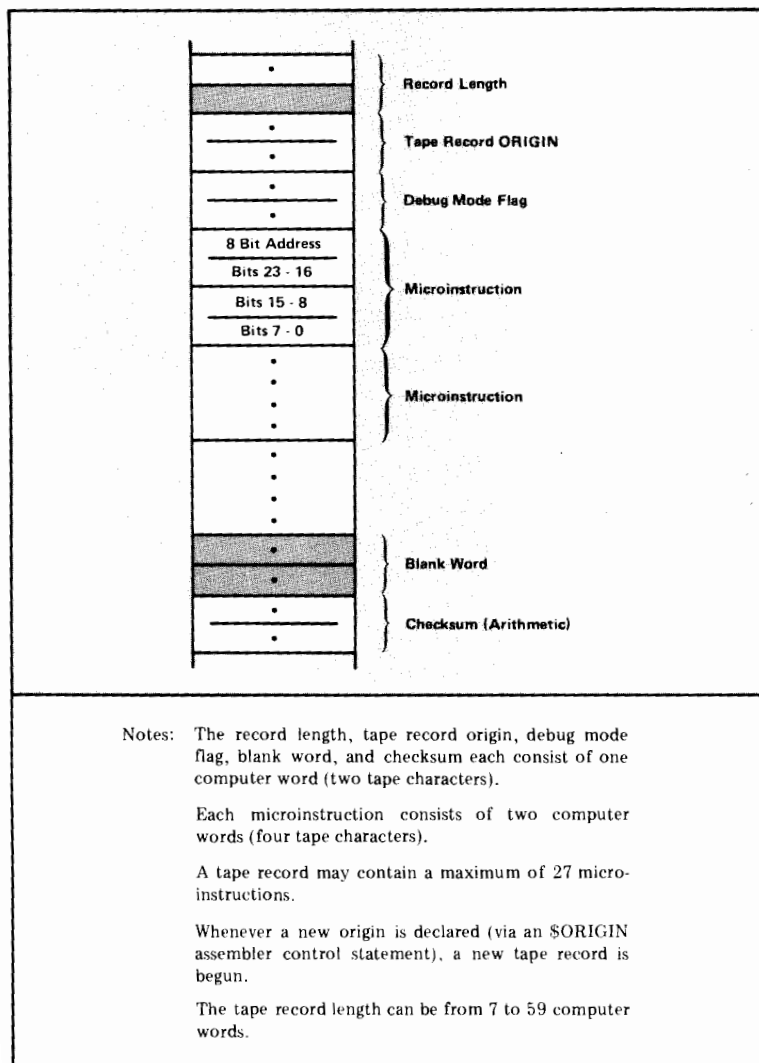 Record Length
Tape Record ORIGIN
Debug Mode Flag
8 Bit Address
Bits 23 - 16
Bits 15 - 8
Bits 7 - 0
Microinstruction
Microinstruction
Blank Word
Checksum (Arithmetic)
Notes: The record length, tape record origin, debug mode
flag, blank word, and checksum each consist of one
computer word (two tape characters).
Each microinstruction consists of two computer
words (four tape characters).
A tape record may contain a maximum of 27 micro-
instructions.
Whenever a new origin is declared (via an $ORIGIN
assembler control statement), a new tape record is
begun.
The tape record length can be from 7 to 59 computer
words.